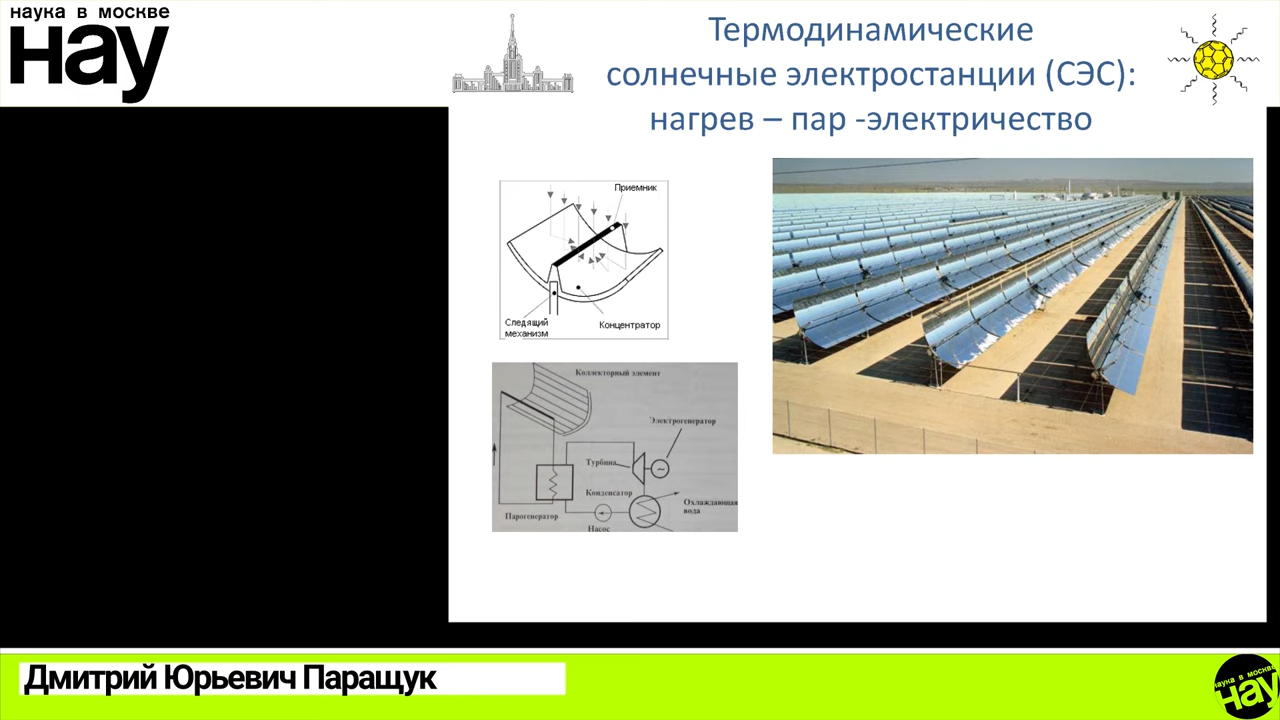 наука в москве
нау
Термодинамические
солнечные электростанции (СЭС):
нагрев – пар -электричество
Приемник
Следящий
механизм
Концентратор
Коллекторный элемент
Электрогенератор
Турбина
Конденсатор
Охлаждающая
вода
Парогенератор
Насос
Дмитрий Юрьевич Паращук
наука в москве
нау